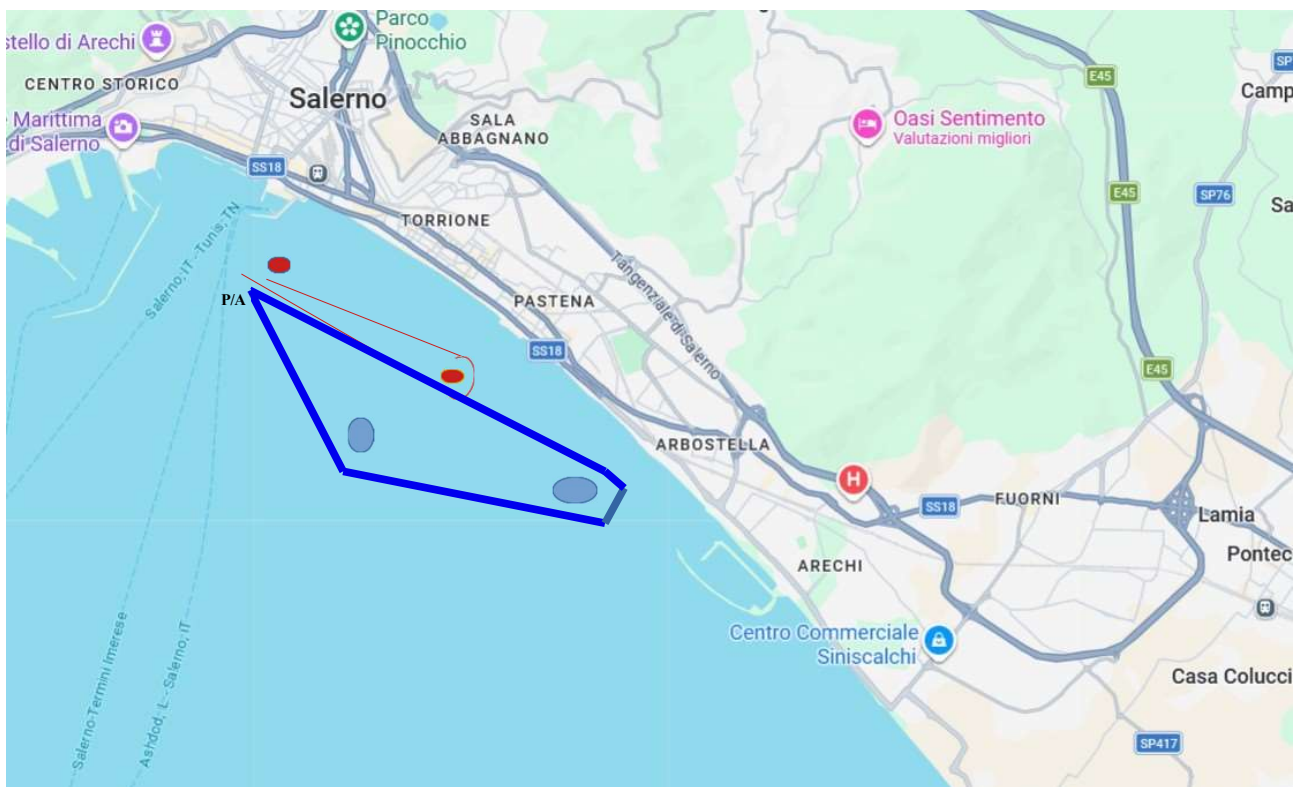 Parco
Pinocchio
stello di Arechi
CENTRO STORICO
Salerno
Marittima
di Salerno
SALA
ABBAGNANO
Oasi Sentimento
Valutazioni migliori
E45
SP
Camp
SS18
E45
SP76
Sa
TORRIONE
Salerno, IT - Tunis, TN
Tangenziale di Salerno
P/A
PASTENA
SS18
E45
ARBOSTELLA
H
SS18
FUORNI
Lamia
Pontec
ARECHI
Centro Commerciale
Siniscalchi
Casa Colucci
Salerno-Termini Imerese
Ashdod, L - Salerno, IT
SP417